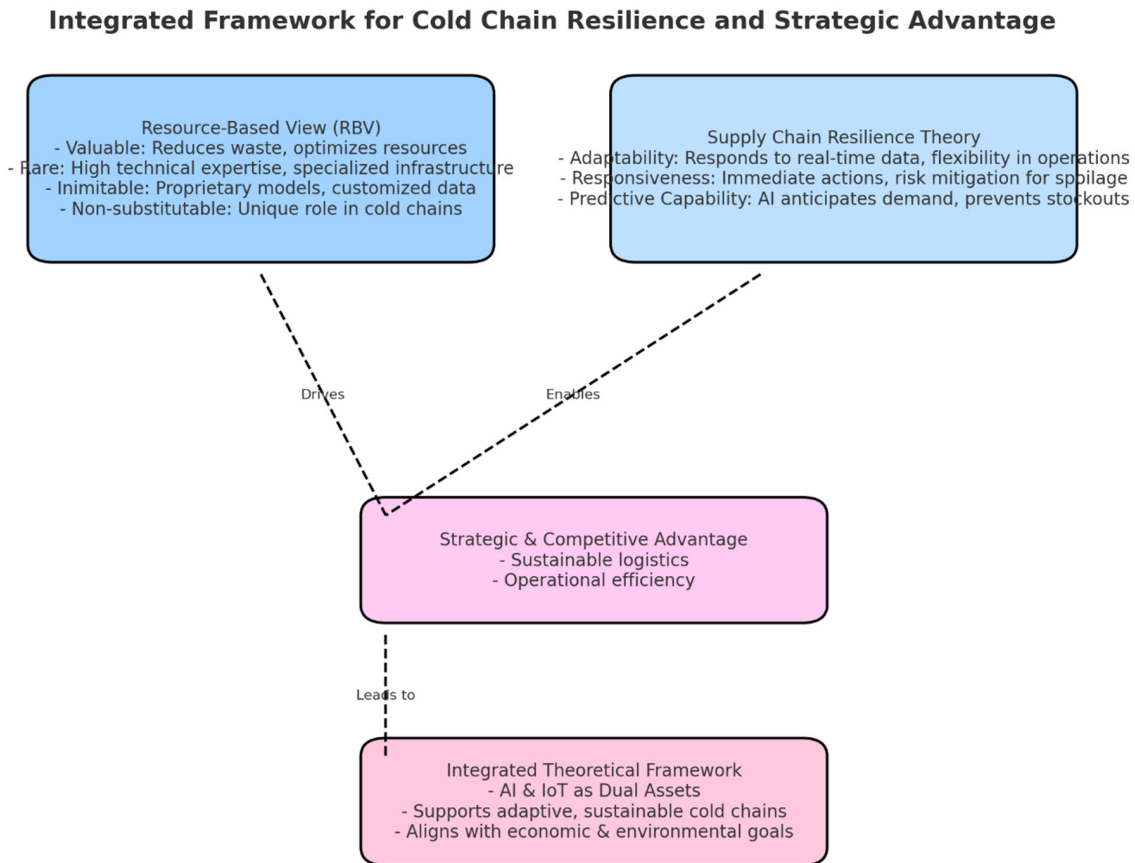 Integrated Framework for Cold Chain Resilience and Strategic Advantage
Resource-Based View (RBV)
- Valuable: Reduces waste, optimizes resources
- Rare: High technical expertise, specialized infrastructure
- Inimitable: Proprietary models, customized data
- Non-substitutable: Unique role in cold chains
Supply Chain Resilience Theory
- Adaptability: Responds to real-time data, flexibility in operations
- Responsiveness: Immediate actions, risk mitigation for spoilage
- Predictive Capability: AI anticipates demand, prevents stockouts
Drives
Enables
Strategic & Competitive Advantage
- Sustainable logistics
- Operational efficiency
Leads to
Integrated Theoretical Framework
- AI & IoT as Dual Assets
- Supports adaptive, sustainable cold chains
- Aligns with economic & environmental goals